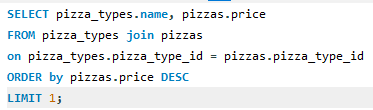 SELECT pizza_types.name, pizzas.price
FROM pizza_types join pizzas
on pizza_types.pizza_type_id = pizzas.pizza_type_id
ORDER by pizzas.price DESC
LIMIT 1;